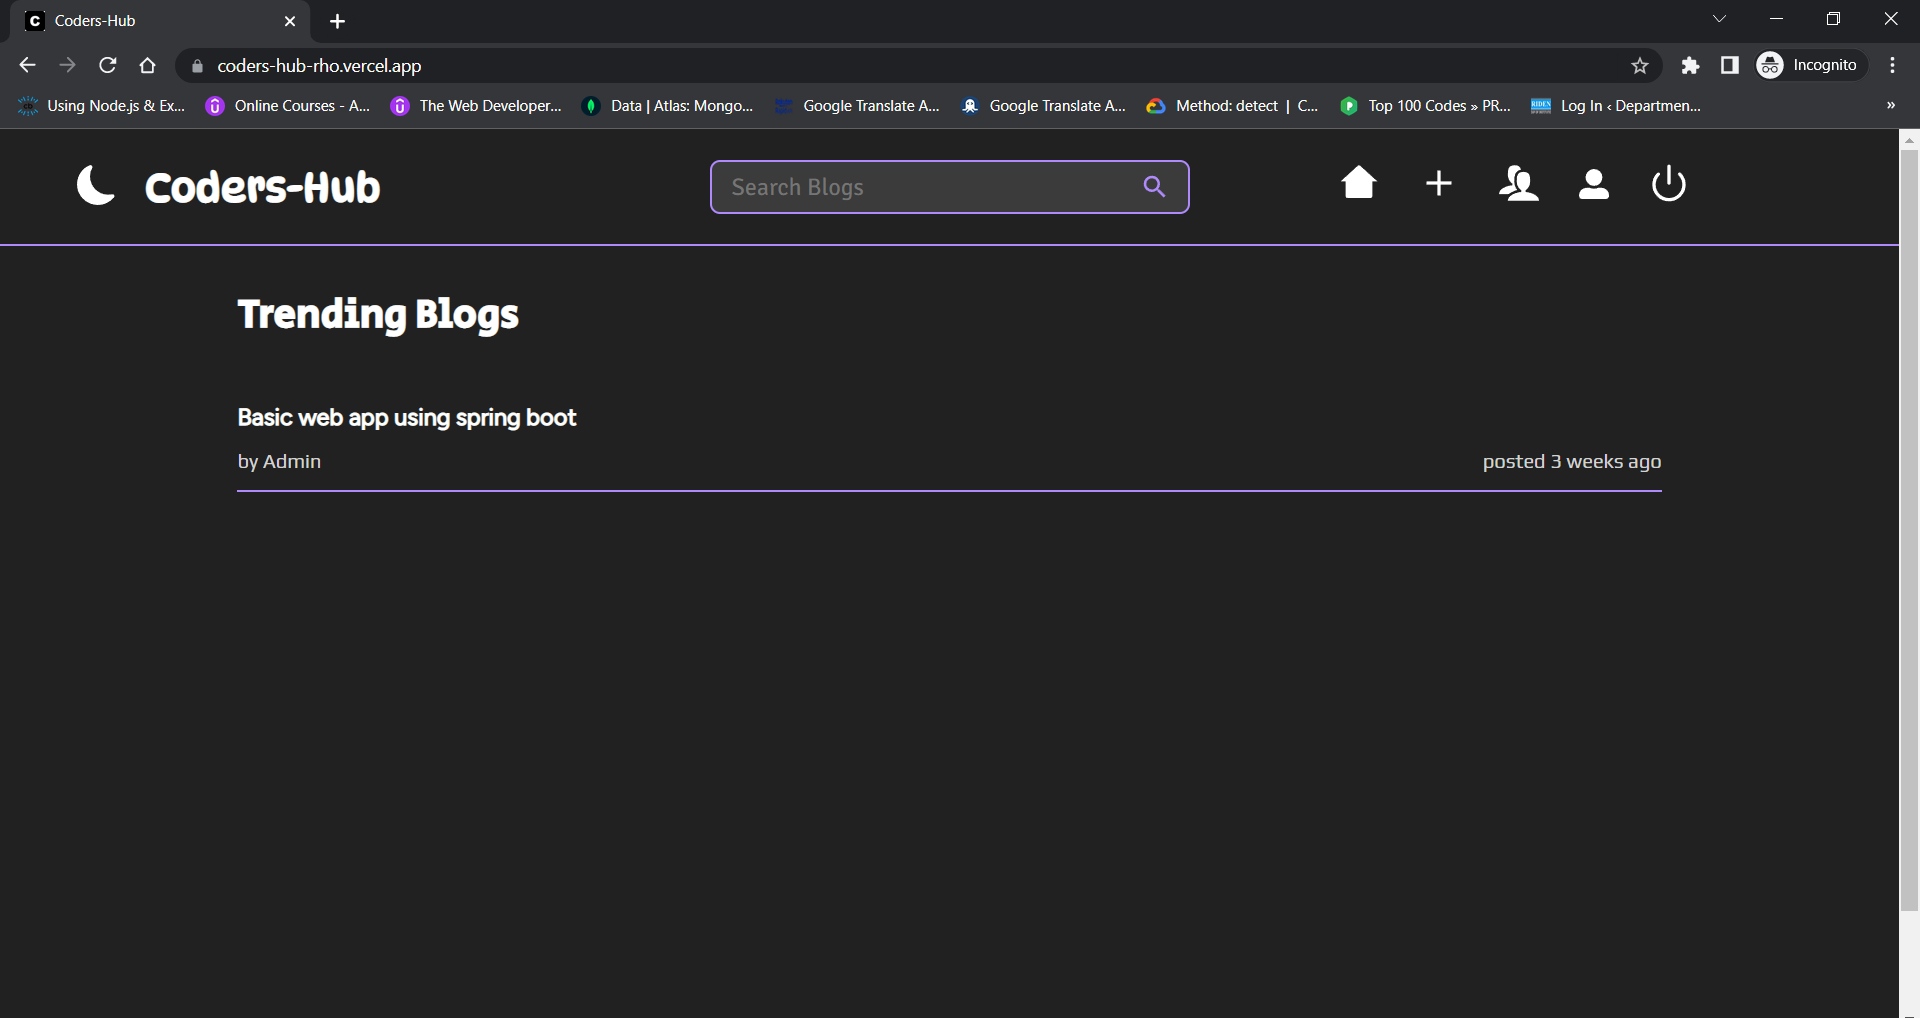 Coders-Hub
coders-hub-rho.vercel.app
Incognito
Using Node.js & Ex...
Online Courses - A...
The Web Developer...
Data | Atlas: Mongo...
Google Translate A...
Google Translate A...
Method: detect | C...
Top 100 Codes » PR...
Log In ‹ Departmen...
»
Coders-Hub
Search Blogs
Trending Blogs
Basic web app using spring boot
by Admin
posted 3 weeks ago